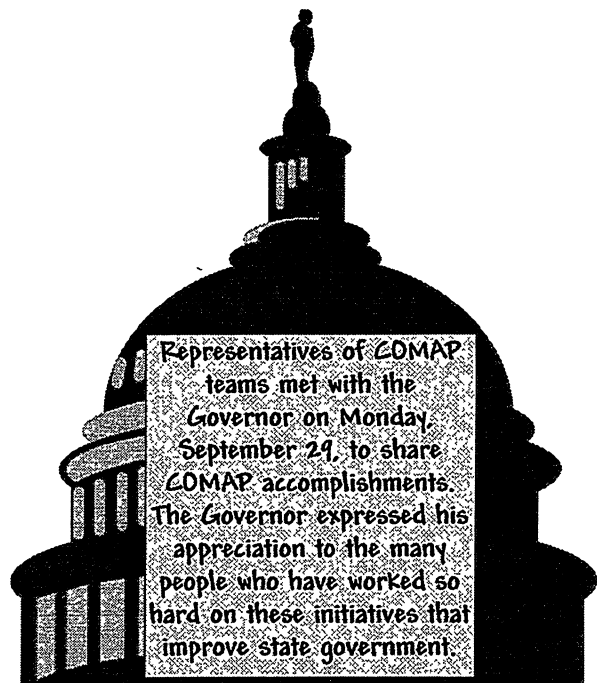 Representatives of COMAP
teams met with the
Governor on Monday,
September 29, to share
COMAP accomplishments.
The Governor expressed his
appreciation to the many
people who have worked so
hard on these initiatives that
improve state government.